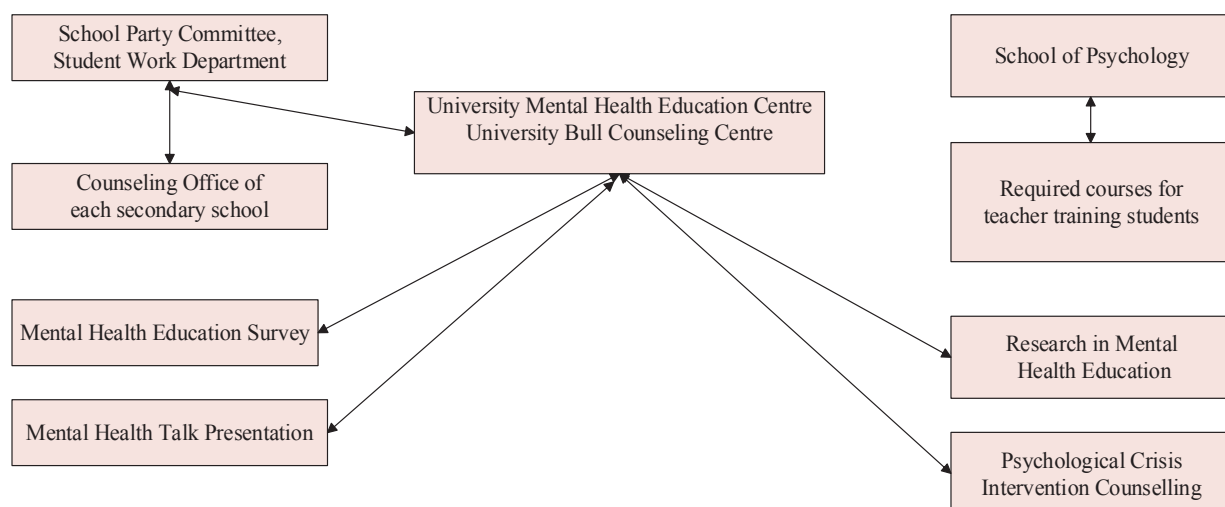 School Party Committee,
Student Work Department
School of Psychology
University Mental Health Education Centre
University Bull Counseling Centre
Counseling Office of
each secondary school
Required courses for
teacher training students
Mental Health Education Survey
Research in Mental
Health Education
Mental Health Talk Presentation
Psychological Crisis
Intervention Counselling